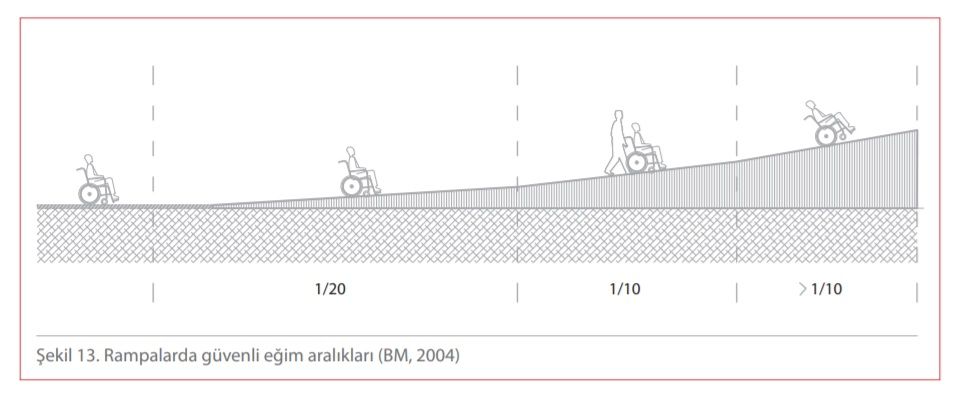 1/20 1/10 > 1/10
Şekil 13. Rampalarda güvenli eğim aralıkları (BM, 2004)